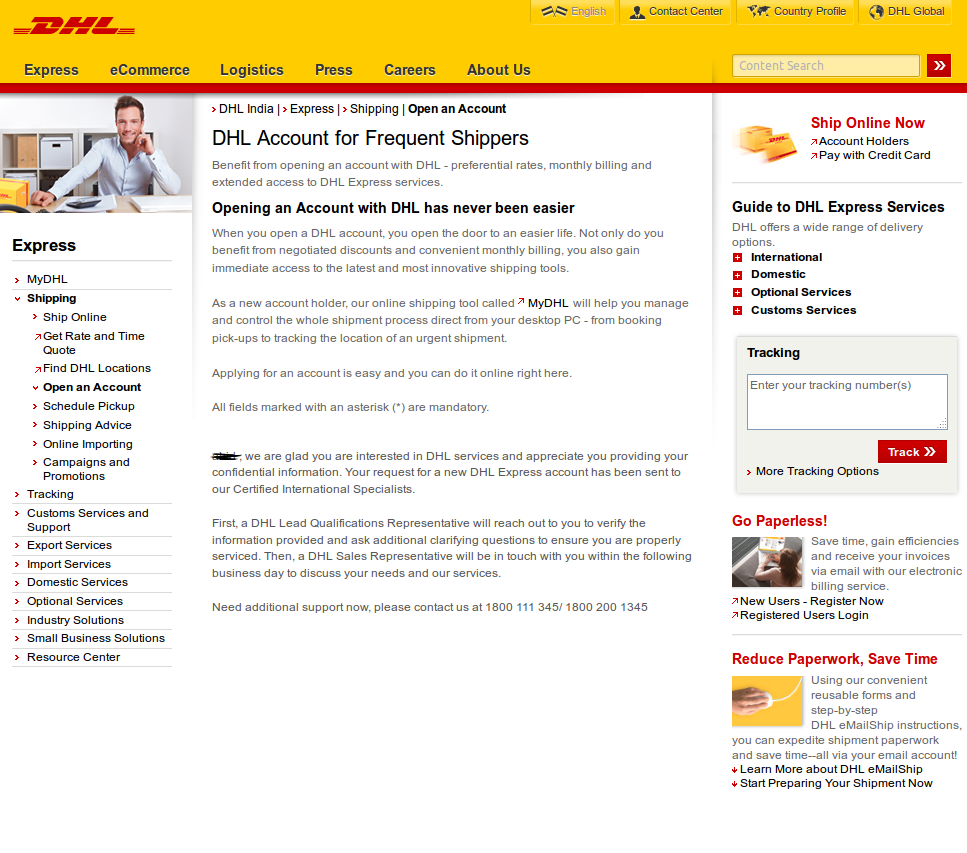 English
Contact Center
Country Profile
DHL Global
DHL
Express
eCommerce
Logistics
Press
Careers
About Us
Content Search
DHL India | Express | Shipping | Open an Account
DHL Account for Frequent Shippers
Benefit from opening an account with DHL - preferential rates, monthly billing and
extended access to DHL Express services.
Opening an Account with DHL has never been easier
When you open a DHL account, you open the door to an easier life. Not only do you
benefit from negotiated discounts and convenient monthly billing, you also gain
immediate access to the latest and most innovative shipping tools.
As a new account holder, our online shipping tool called MyDHL will help you manage
and control the whole shipment process direct from your desktop PC - from booking
pick-ups to tracking the location of an urgent shipment.
Applying for an account is easy and you can do it online right here.
All fields marked with an asterisk (*) are mandatory.
, we are glad you are interested in DHL services and appreciate you providing your
confidential information. Your request for a new DHL Express account has been sent to
our Certified International Specialists.
First, a DHL Lead Qualifications Representative will reach out to you to verify the
information provided and ask additional clarifying questions to ensure you are properly
serviced. Then, a DHL Sales Representative will be in touch with you within the following
business day to discuss your needs and our services.
Need additional support now, please contact us at 1800 111 345/ 1800 200 1345
Express
MyDHL
Shipping
Ship Online
Get Rate and Time
Quote
Find DHL Locations
Open an Account
Schedule Pickup
Shipping Advice
Online Importing
Campaigns and
Promotions
Tracking
Customs Services and
Support
Export Services
Import Services
Domestic Services
Optional Services
Industry Solutions
Small Business Solutions
Resource Center
Ship Online Now
Account Holders
Pay with Credit Card
Guide to DHL Express Services
DHL offers a wide range of delivery
options.
International
Domestic
Optional Services
Customs Services
Tracking
Enter your tracking number(s)
Track
More Tracking Options
Go Paperless!
Save time, gain efficiencies
and receive your invoices
via email with our electronic
billing service.
New Users - Register Now
Registered Users Login
Reduce Paperwork, Save Time
Using our convenient
reusable forms and
step-by-step
DHL eMailShip instructions,
you can expedite shipment paperwork
and save time--all via your email account!
Learn More about DHL eMailShip
Start Preparing Your Shipment Now